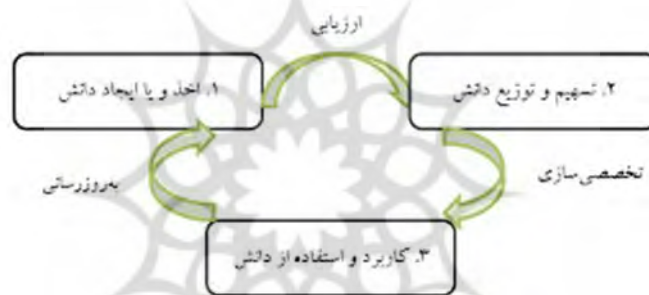 ارزیابی
۱. اخذ و یا ایجاد دانش
۲. تسهیم و توزیع دانش
به‌روزرسانی
تخصصی‌سازی
۳. کاربرد و استفاده از دانش